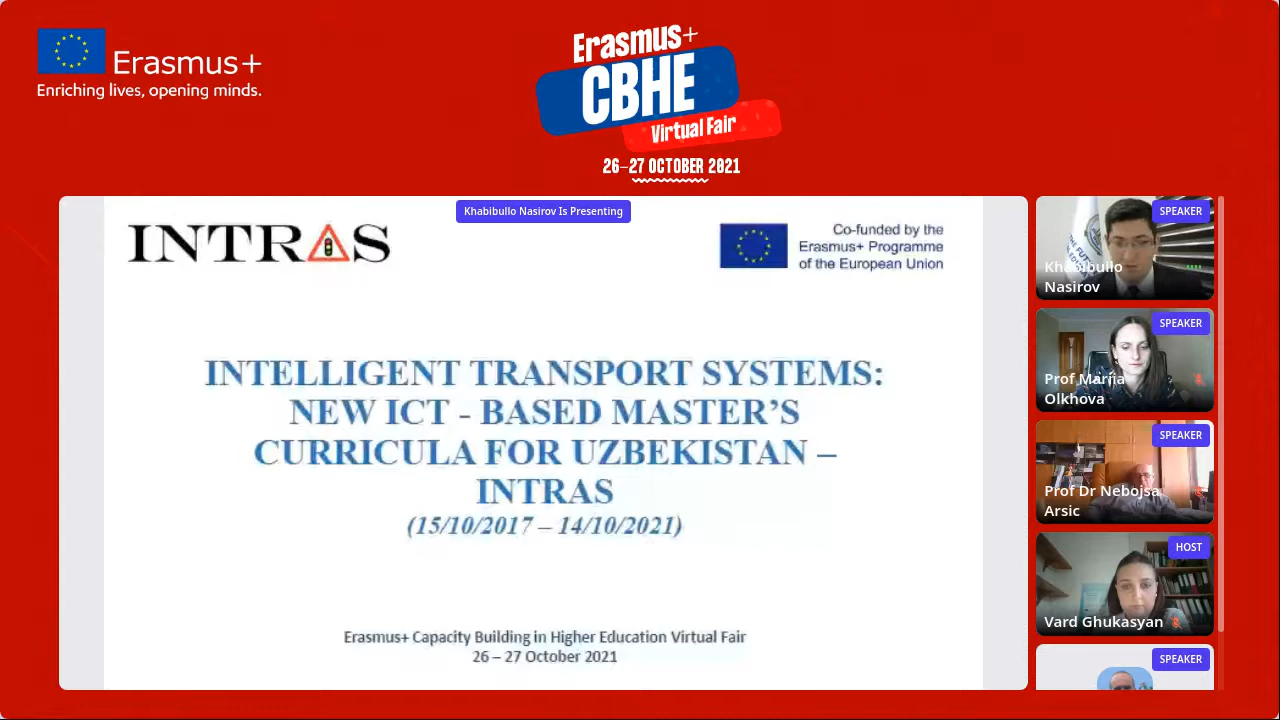 Erasmus+
Enriching lives, opening minds.
Erasmus+
CBHE
Virtual Fair
26–27 OCTOBER 2021
Khabibullo Nasirov Is Presenting
INTRAS
Co-funded by the
Erasmus+ Programme
of the European Union
INTELLIGENT TRANSPORT SYSTEMS:
NEW ICT - BASED MASTER’S
CURRICULA FOR UZBEKISTAN –
INTRAS
(15/10/2017 – 14/10/2021)
Erasmus+ Capacity Building in Higher Education Virtual Fair
26 – 27 October 2021
SPEAKER
Khabibullo
Nasirov
SPEAKER
Prof Mariia
Olkhova
SPEAKER
Prof Dr Nebojsa
Arsic
HOST
Vard Ghukasyan
SPEAKER